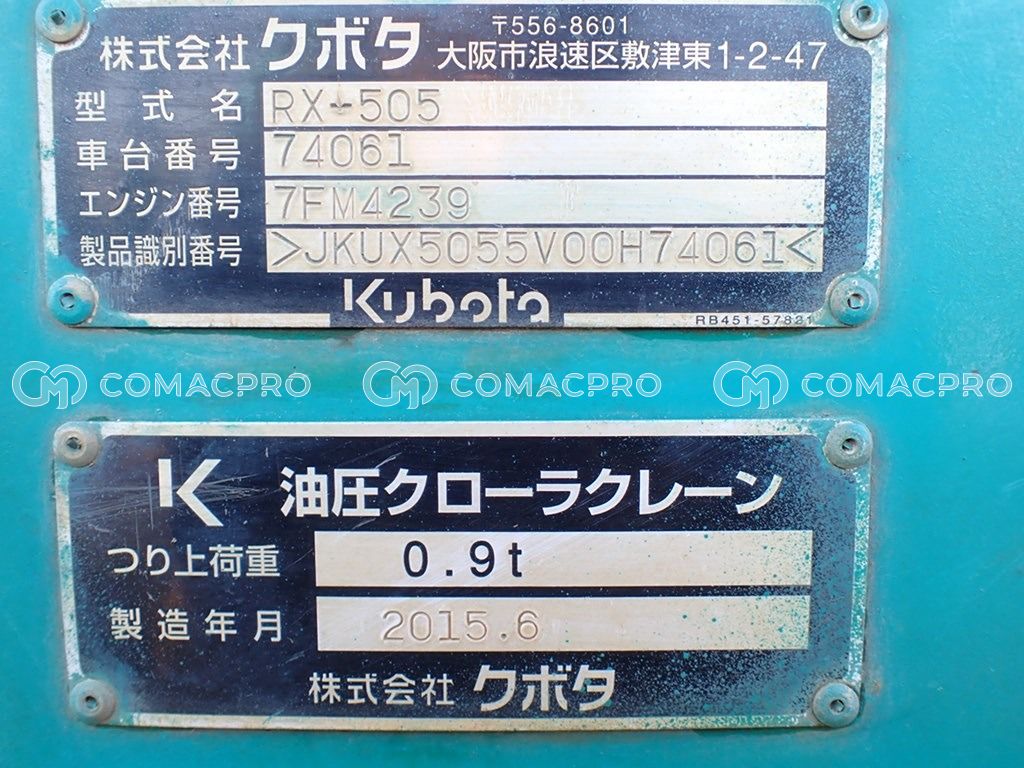 株式会社 クボタ 〒556-8601 大阪市浪速区敷津東1-2-47
型式名 RX-505
車台番号 74061
エンジン番号 7FM4239
製品識別番号 >JKUX5055V00H74061<
Kubota RB451-57821
COMACPRO COMACPRO COMACPRO
K 油圧クローラクレーン
つり上荷重 0.9t
製造年月 2015.6
株式会社 クボタ